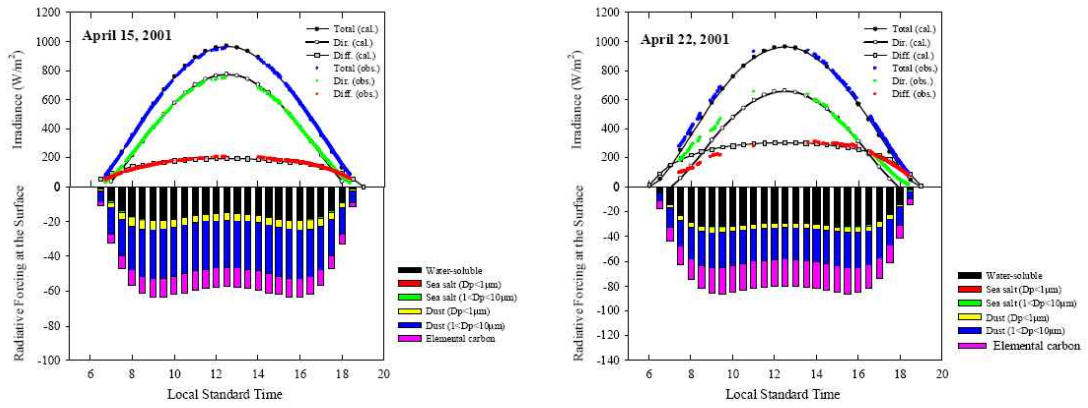 April 15, 2001
Irradiance (W/m²)
1200
1000
800
600
400
200
0
Total (cal.)
Dir. (cal.)
Diff. (cal.)
Total (obs.)
Dir. (obs.)
Diff. (obs.)
Radiative Forcing at the Surface
-20
-40
-60
-80
-100
Water-soluble
Sea salt (Dp<1μm)
Sea salt (1<Dp<10μm)
Dust (Dp<1μm)
Dust (1<Dp<10μm)
Elemental carbon
6 8 10 12 14 16 18 20
Local Standard Time
April 22, 2001
Irradiance (W/m²)
1200
1000
800
600
400
200
0
Total (cal.)
Dir. (cal.)
Diff. (cal.)
Total (obs.)
Dir. (obs.)
Diff. (obs.)
Radiative Forcing at the Surface
-20
-40
-60
-80
-100
-120
-140
Water-soluble
Sea salt (Dp<1μm)
Sea salt (1<Dp<10μm)
Dust (Dp<1μm)
Dust (1<Dp<10μm)
Elemental carbon
6 8 10 12 14 16 18 20
Local Standard Time